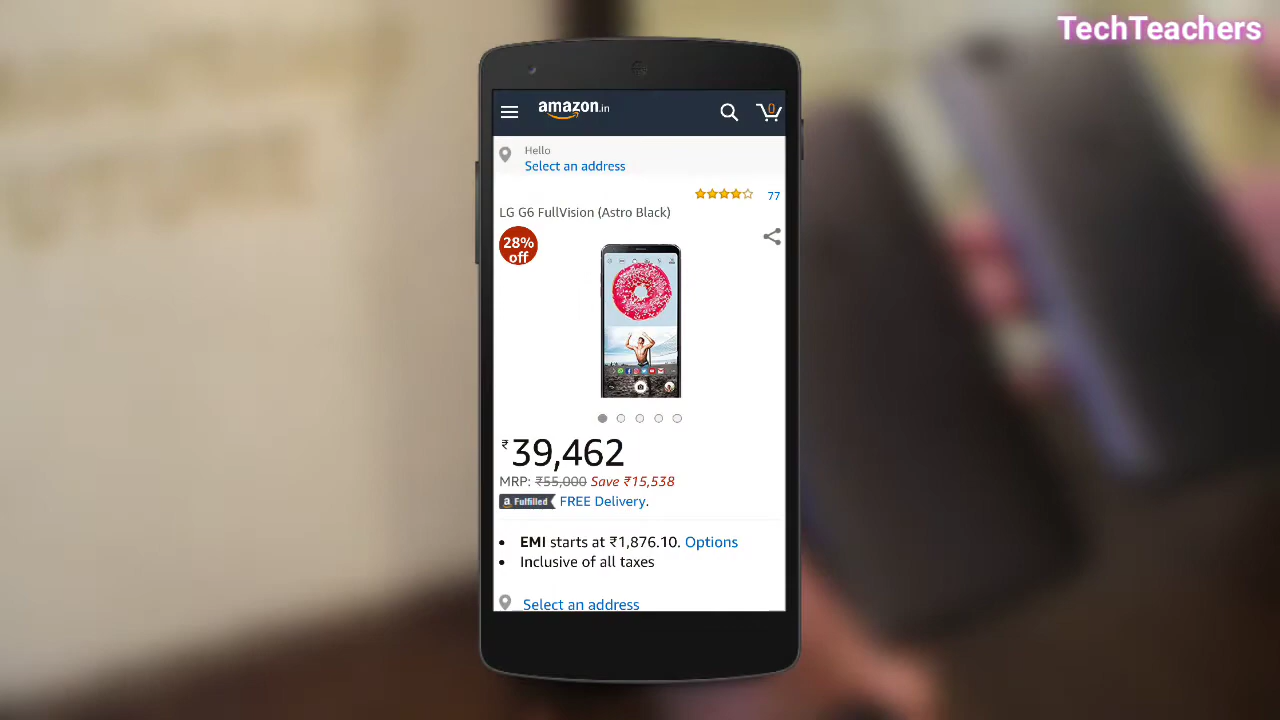 TechTeachers
amazon.in
0
Hello
Select an address
77
LG G6 FullVision (Astro Black)
28%
off
₹39,462
MRP: ₹55,000 Save ₹15,538
a Fulfilled FREE Delivery.
EMI starts at ₹1,876.10. Options
Inclusive of all taxes
Select an address